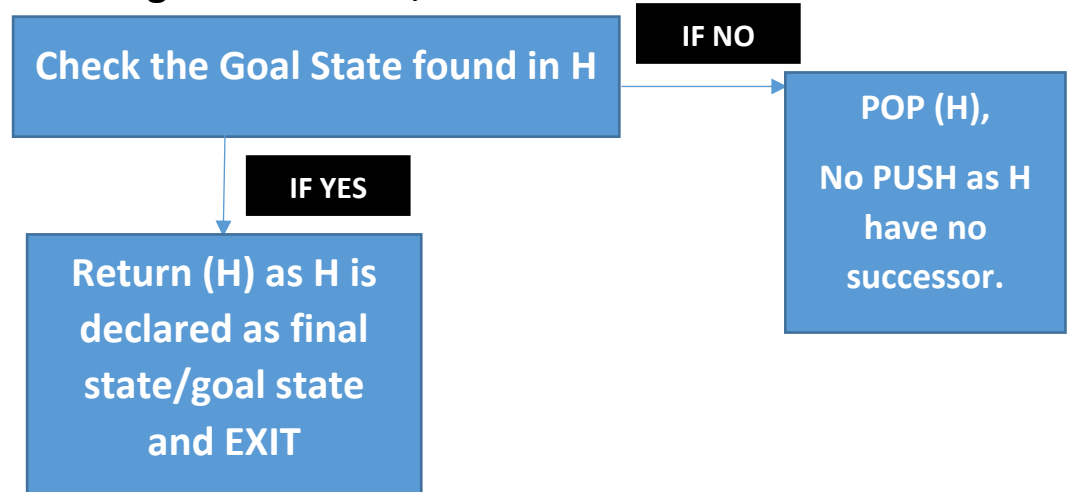 Check the Goal State found in H
IF NO
POP (H),
No PUSH as H
have no
successor.
IF YES
Return (H) as H is
declared as final
state/goal state
and EXIT